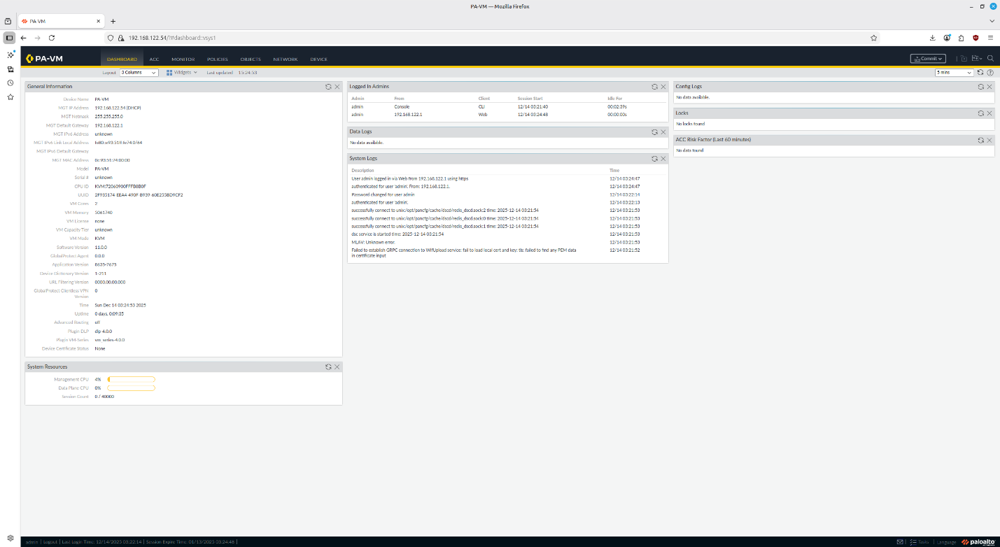 PA-VM — Mozilla Firefox
PA-VM
192.168.122.54/?#dashboard::vsys1
PA-VM
DASHBOARD
ACC
MONITOR
POLICIES
OBJECTS
NETWORK
DEVICE
Commit
Layout
3 Columns
Widgets
Last updated
15:24:53
5 mins
General Information
Device Name PA-VM
MGT IP Address 192.168.122.54 (DHCP)
MGT Netmask 255.255.255.0
MGT Default Gateway 192.168.122.1
MGT IPv6 Address unknown
MGT IPv6 Link Local Address fe80::e93:51ff:fe74:0/64
MGT IPv6 Default Gateway
MGT MAC Address 0c:93:51:74:00:00
Model PA-VM
Serial # unknown
CPU ID KVM:72060900FFFB8B0F
UUID 2F935174-EEA4-490F-B939-60E255BD9CF2
VM Cores 2
VM Memory 5061740
VM License none
VM Capacity Tier unknown
VM Mode KVM
Software Version 11.0.0
GlobalProtect Agent 0.0.0
Application Version 8635-7675
Device Dictionary Version 1-211
URL Filtering Version 0000.00.00.000
GlobalProtect Clientless VPN 0
Version
Time Sun Dec 14 03:24:53 2025
Uptime 0 days, 0:09:35
Advanced Routing off
Plugin DLP dlp-4.0.0
Plugin VM-Series vm_series-4.0.0
Device Certificate Status None
System Resources
Management CPU 4%
Data Plane CPU 0%
Session Count 0 / 40000
Logged In Admins
Admin From Client Session Start Idle For
admin Console CLI 12/14 03:21:40 00:02:39s
admin 192.168.122.1 Web 12/14 03:24:48 00:00:00s
Data Logs
No data available.
System Logs
Description Time
User admin logged in via Web from 192.168.122.1 using https 12/14 03:24:47
authenticated for user 'admin'. From: 192.168.122.1. 12/14 03:24:47
Password changed for user admin 12/14 03:22:14
authenticated for user 'admin'. 12/14 03:22:13
successfully connect to unix:/opt/pancfg/cache/dscd/redis_dscd.sock:2 time: 2025-12-14 03:21:54 12/14 03:21:53
successfully connect to unix:/opt/pancfg/cache/dscd/redis_dscd.sock:0 time: 2025-12-14 03:21:54 12/14 03:21:53
successfully connect to unix:/opt/pancfg/cache/dscd/redis_dscd.sock:1 time: 2025-12-14 03:21:54 12/14 03:21:53
dsc service is started time: 2025-12-14 03:21:54 12/14 03:21:53
MLAV: Unknown error. 12/14 03:21:53
Failed to establish GRPC connection to WifUpload service: fail to load local cert and key: tls: failed to find any PEM data 12/14 03:21:52
in certificate input
Config Logs
No data available.
Locks
No locks found
ACC Risk Factor (Last 60 minutes)
No data found
admin | Logout | Last Login Time: 12/14/2025 03:22:14 | Session Expire Time: 01/13/2025 03:24:48 |
Tasks | Language
paloalto
NETWORKS